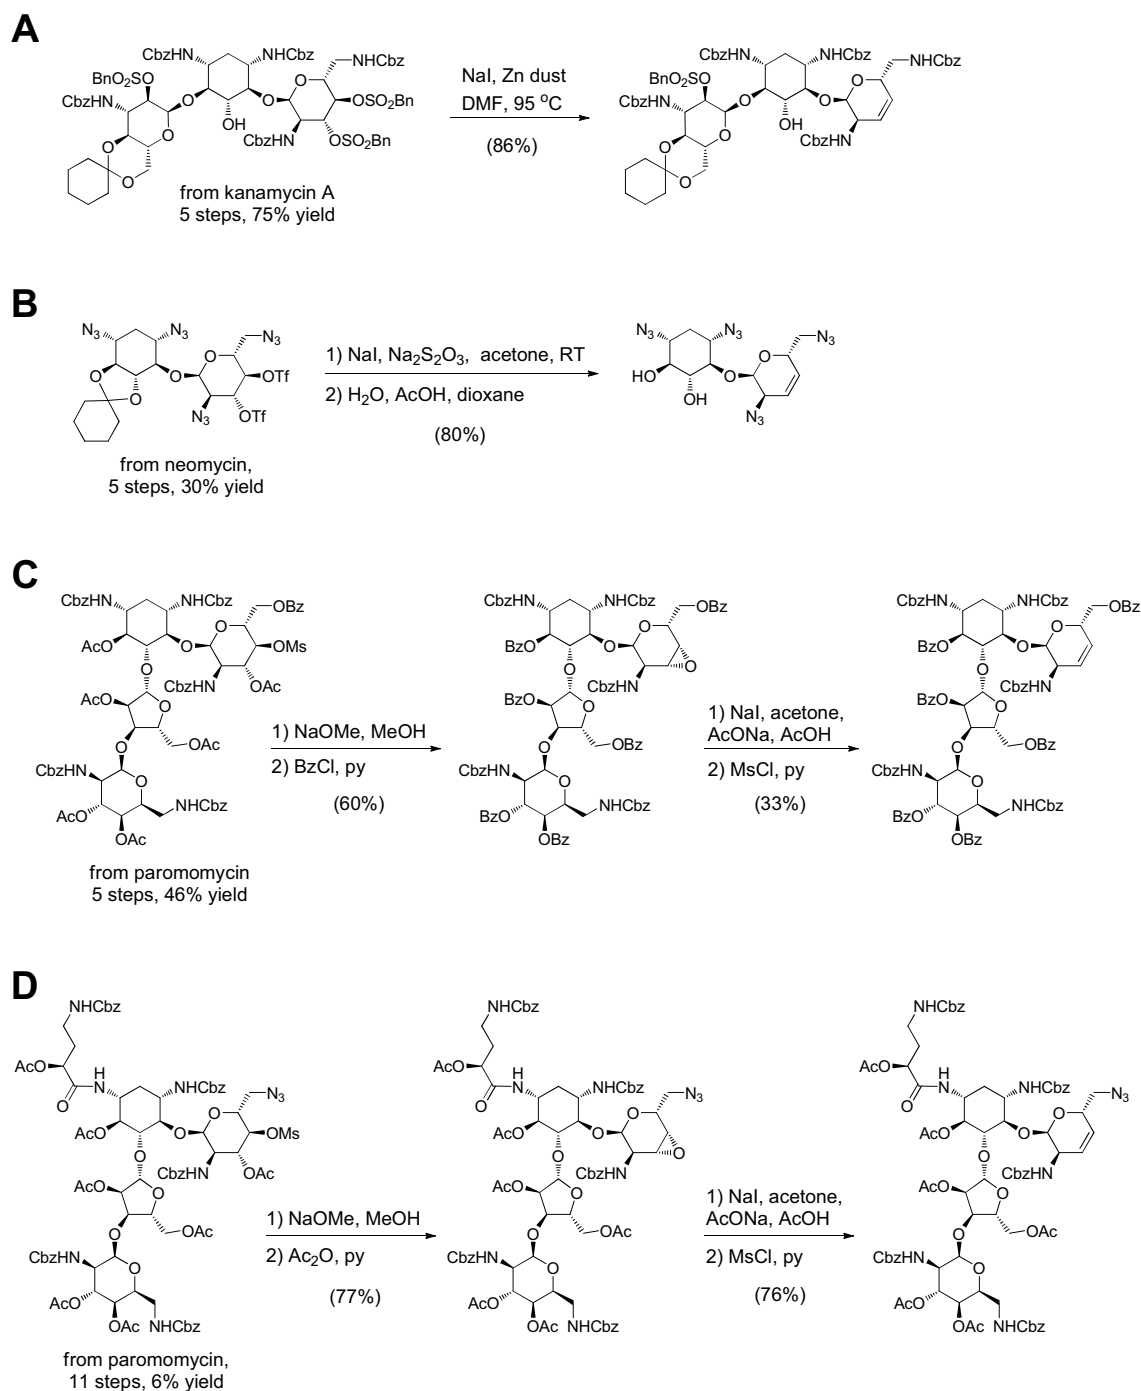 A
CbzHN NHCbz NHCbz
BnO2SO O OSO2Bn
CbzHN O O OH CbzHN OSO2Bn
O O
O
from kanamycin A
5 steps, 75% yield
NaI, Zn dust
DMF, 95 °C
(86%)
CbzHN NHCbz NHCbz
BnO2SO O
CbzHN O O OH CbzHN
O O
O
B
N3 N3 N3
O O O OTf
O N3 OTf
from neomycin,
5 steps, 30% yield
1) NaI, Na2S2O3, acetone, RT
2) H2O, AcOH, dioxane
(80%)
N3 N3 N3
HO O O
OH N3
C
CbzHN NHCbz OBz
AcO O O OMs
O CbzHN OAc
AcO O
O OAc
CbzHN O NHCbz
AcO
OAc
from paromomycin
5 steps, 46% yield
1) NaOMe, MeOH
2) BzCl, py
(60%)
CbzHN NHCbz OBz
BzO O O O
O CbzHN
BzO O
O OBz
CbzHN O NHCbz
BzO
OBz
1) NaI, acetone,
AcONa, AcOH
2) MsCl, py
(33%)
CbzHN NHCbz OBz
BzO O O
O CbzHN
BzO O
O OBz
CbzHN O NHCbz
BzO
OBz
D
NHCbz
AcO O H N NHCbz N3
AcO O O OMs
O CbzHN OAc
AcO O
O OAc
CbzHN O
AcO
OAc NHCbz
from paromomycin,
11 steps, 6% yield
1) NaOMe, MeOH
2) Ac2O, py
(77%)
NHCbz
AcO O H N NHCbz N3
AcO O O O
O CbzHN
AcO O
O OAc
CbzHN O
AcO
OAc NHCbz
1) NaI, acetone,
AcONa, AcOH
2) MsCl, py
(76%)
NHCbz
AcO O H N NHCbz N3
AcO O O
O CbzHN
AcO O
O OAc
CbzHN O
AcO
OAc NHCbz